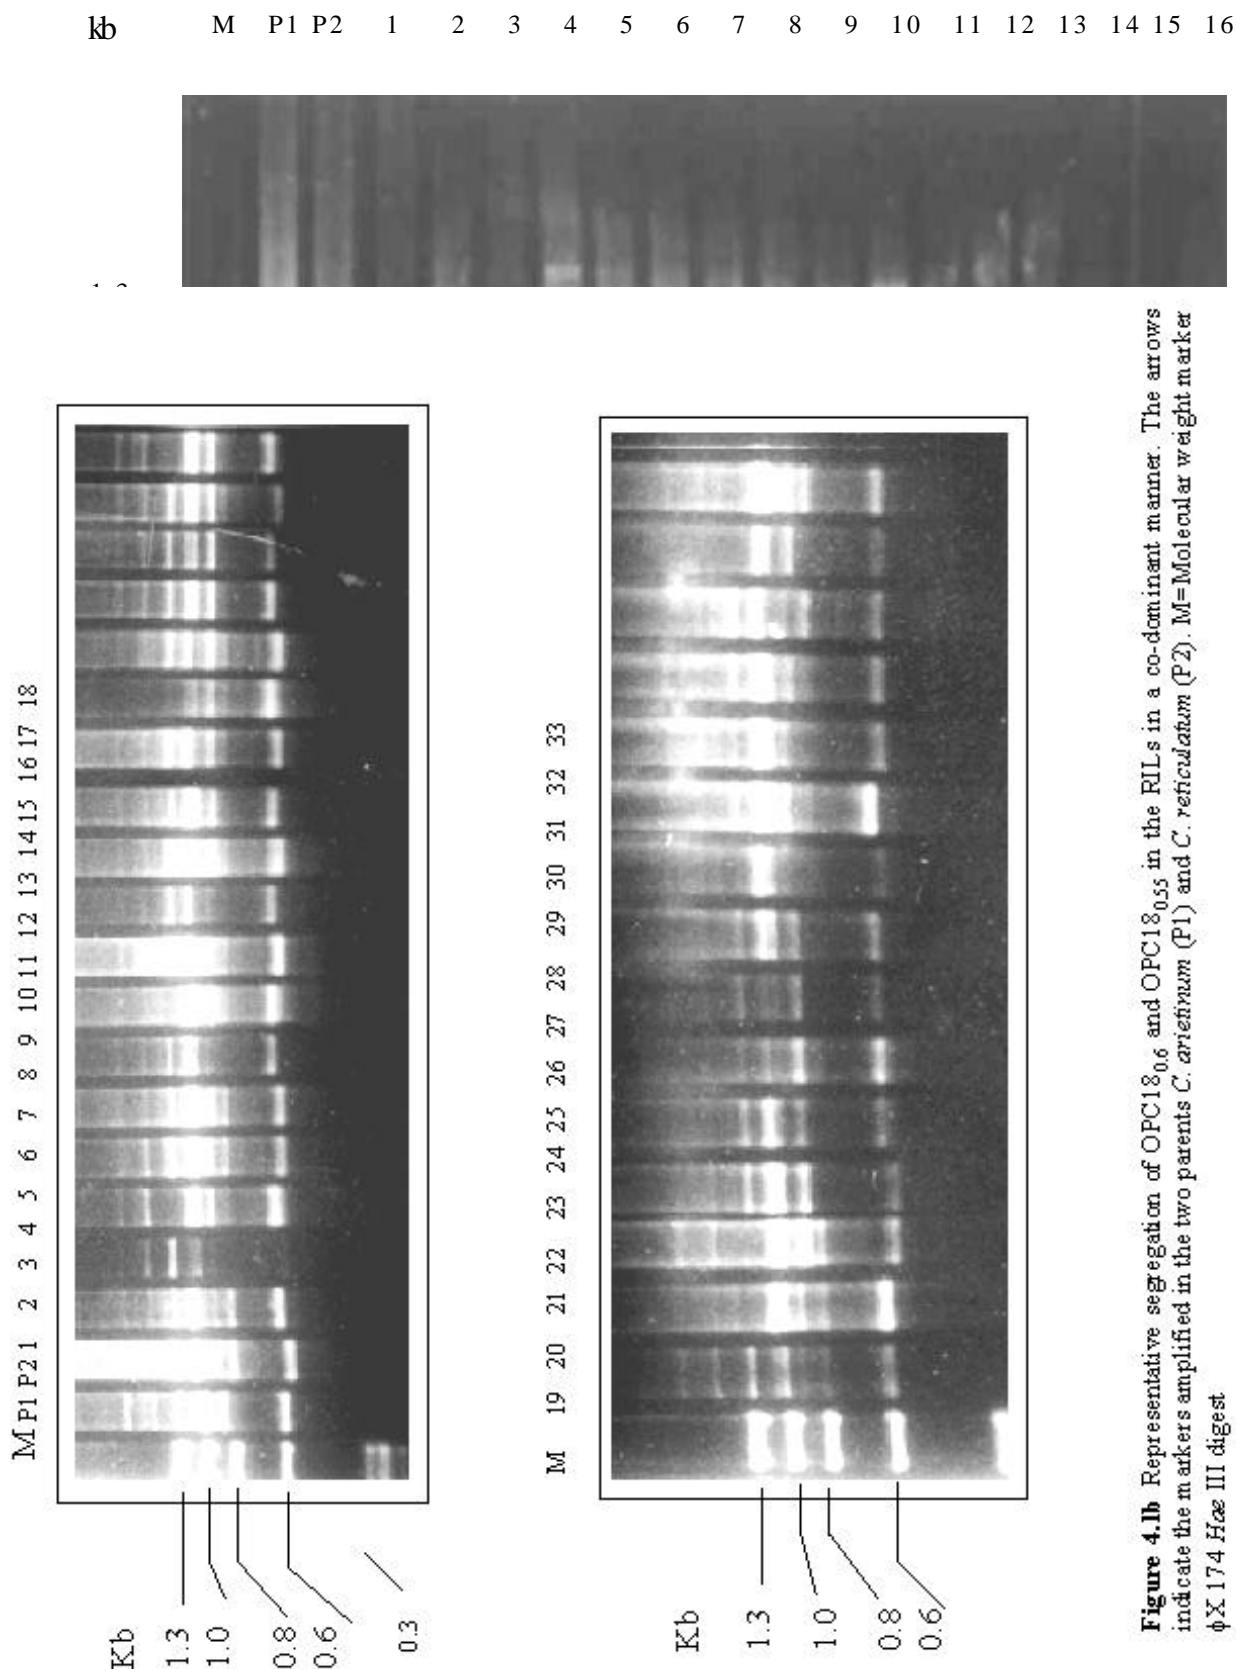 kb M P1 P2 1 2 3 4 5 6 7 8 9 10 11 12 13 14 15 16
M P1 P2 1 2 3 4 5 6 7 8 9 10 11 12 13 14 15 16 17 18
Kb
1.3
1.0
0.8
0.6
0.3
M 19 20 21 22 23 24 25 26 27 28 29 30 31 32 33
Kb
1.3
1.0
0.8
0.6
Figure 4.1b Representative segregation of OPC18₀.₆ and OPC18₀.₅₅ in the RILs in a co-dominant manner. The arrows
indicate the markers amplified in the two parents C. arietinum (P1) and C. reticulatum (P2). M=Molecular weight marker
ϕX 174 Hae III digest